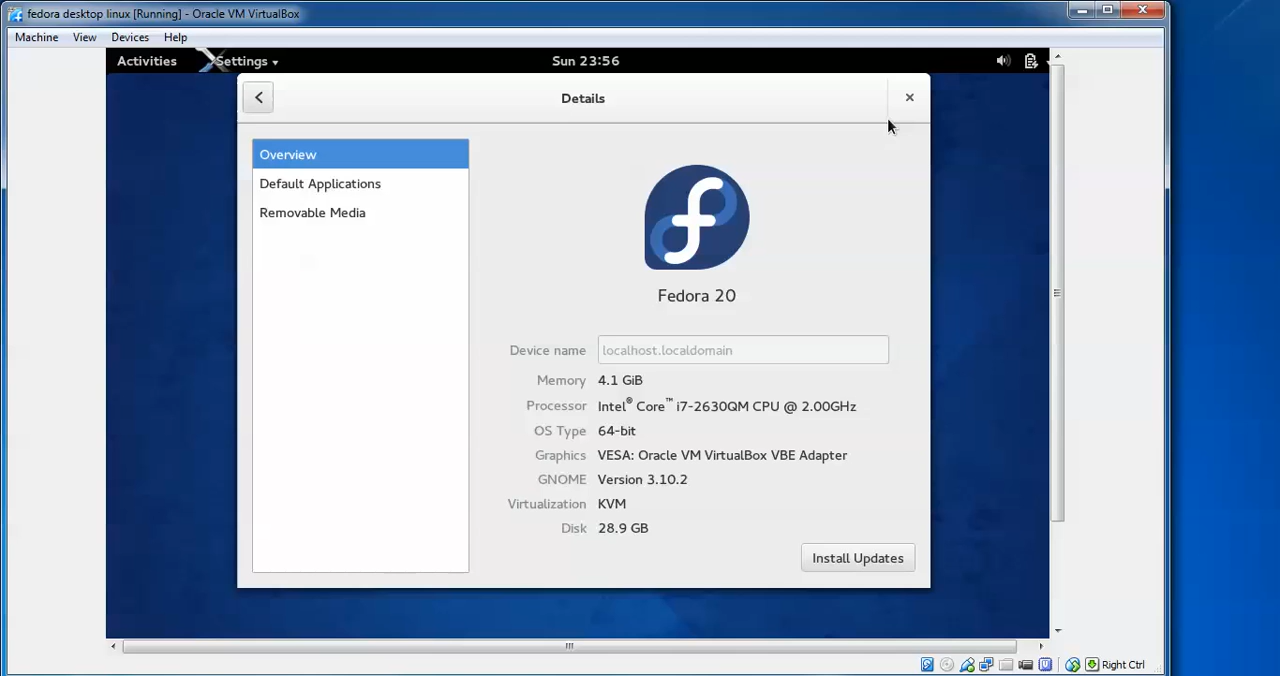 fedora desktop linux [Running] - Oracle VM VirtualBox
Machine View Devices Help
Activities Settings Sun 23:56
Details
Overview
Default Applications
Removable Media
Fedora 20
Device name localhost.localdomain
Memory 4.1 GiB
Processor Intel® Core™ i7-2630QM CPU @ 2.00GHz
OS Type 64-bit
Graphics VESA: Oracle VM VirtualBox VBE Adapter
GNOME Version 3.10.2
Virtualization KVM
Disk 28.9 GB
Install Updates
Right Ctrl